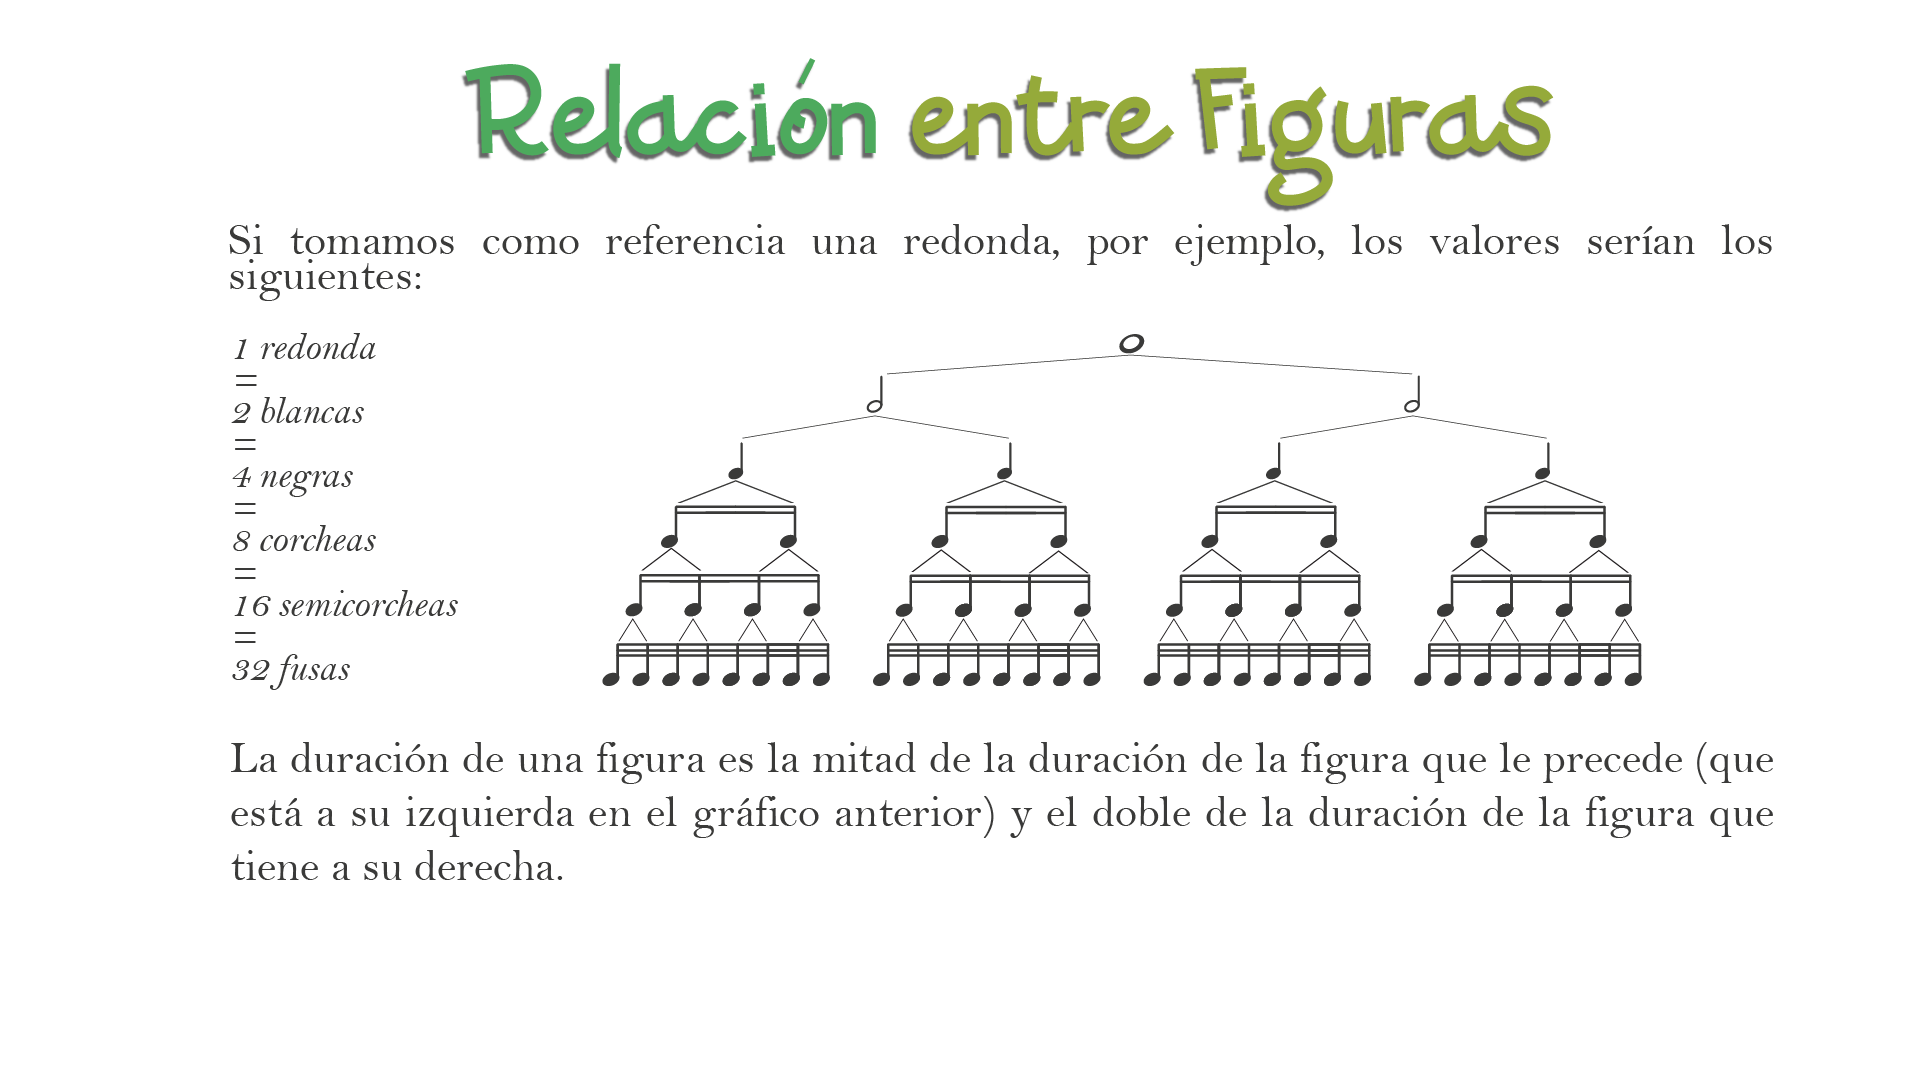 Relación entre Figuras
Si tomamos como referencia una redonda, por ejemplo, los valores serían los
siguientes:
1 redonda
=
2 blancas
=
4 negras
=
8 corcheas
=
16 semicorcheas
=
32 fusas
La duración de una figura es la mitad de la duración de la figura que le precede (que
está a su izquierda en el gráfico anterior) y el doble de la duración de la figura que
tiene a su derecha.